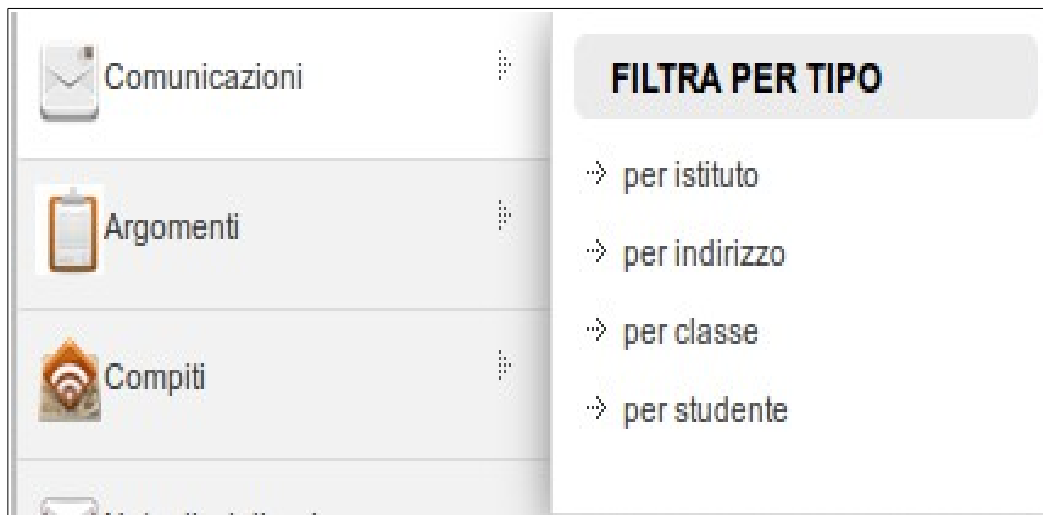 Comunicazioni
Argomenti
Compiti
FILTRA PER TIPO
per istituto
per indirizzo
per classe
per studente